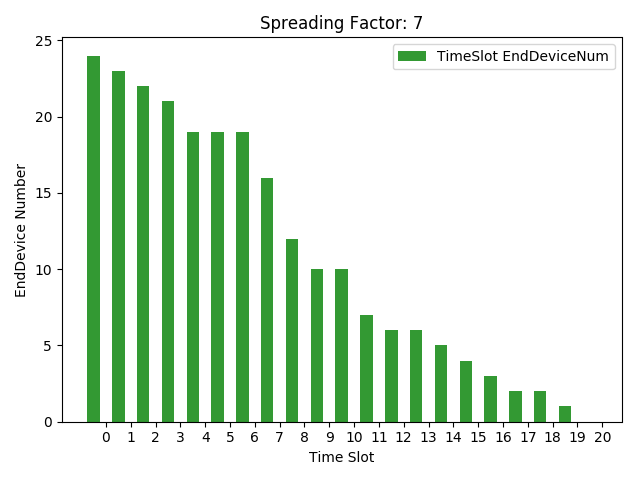 Spreading Factor: 7
TimeSlot EndDeviceNum
EndDevice Number
25
20
15
10
5
0
0 1 2 3 4 5 6 7 8 9 10 11 12 13 14 15 16 17 18 19 20
Time Slot